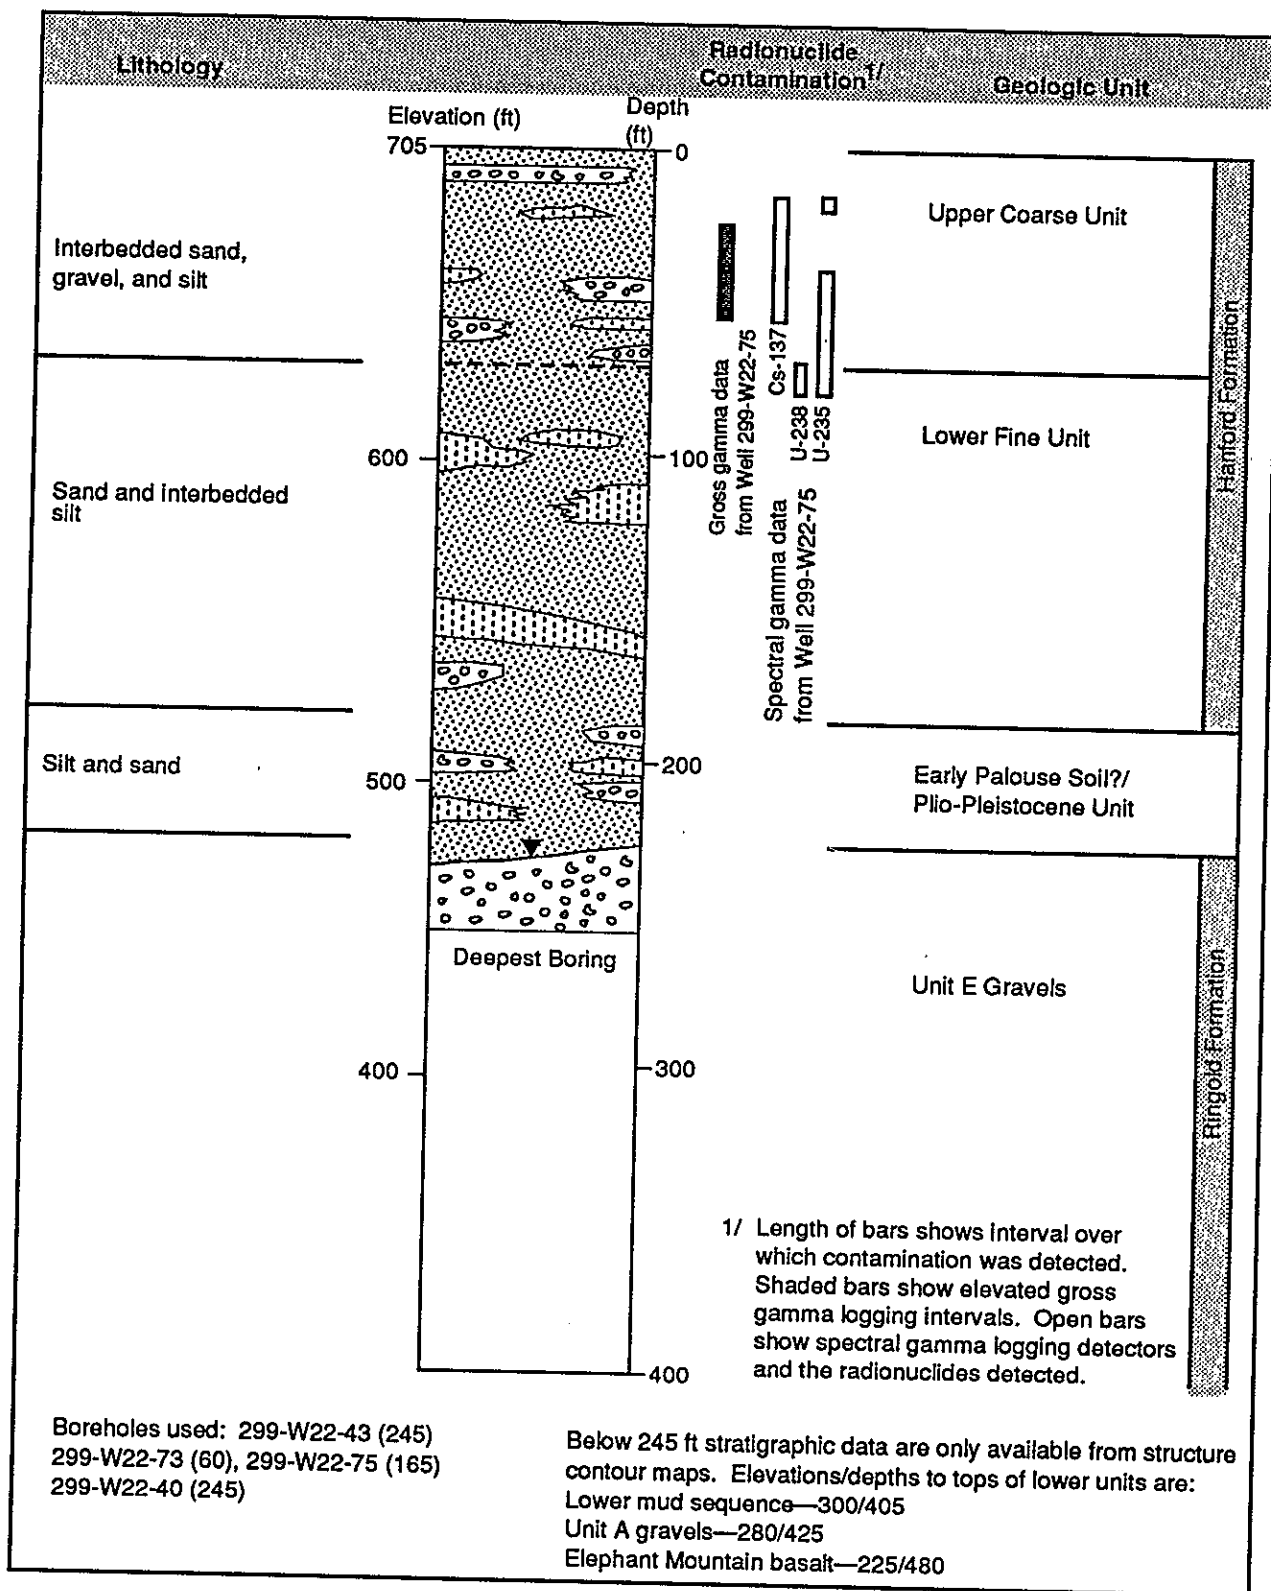 Lithology
Radionuclide
Contamination1/
Geologic Unit
Elevation (ft)
Depth
(ft)
705
0
Interbedded sand,
gravel, and silt
Sand and interbedded
silt
Silt and sand
600
500
400
100
200
300
400
Deepest Boring
Gross gamma data
from Well 299-W22-75
Cs-137
U-238
U-235
Spectral gamma data
from Well 299-W22-75
Upper Coarse Unit
Lower Fine Unit
Hanford Formation
Early Palouse Soil?/
Plio-Pleistocene Unit
Unit E Gravels
Ringold Formation
1/ Length of bars shows interval over
which contamination was detected.
Shaded bars show elevated gross
gamma logging intervals. Open bars
show spectral gamma logging detectors
and the radionuclides detected.
Boreholes used: 299-W22-43 (245)
299-W22-73 (60), 299-W22-75 (165)
299-W22-40 (245)
Below 245 ft stratigraphic data are only available from structure
contour maps. Elevations/depths to tops of lower units are:
Lower mud sequence—300/405
Unit A gravels—280/425
Elephant Mountain basalt—225/480